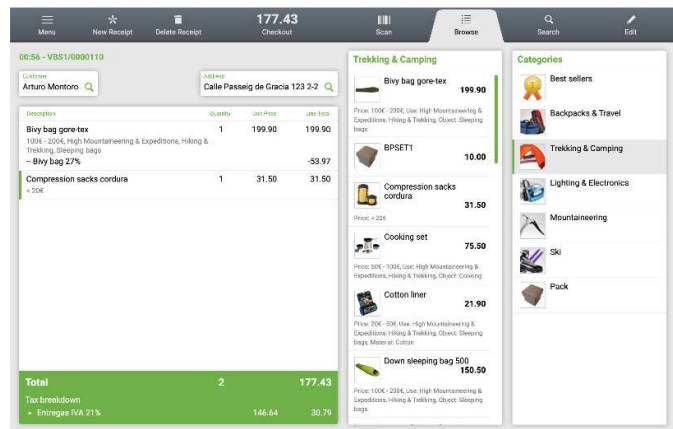 Menu
New Receipt
Delete Receipt
177.43
Checkout
Scan
Browse
Search
Edit
00:56 - VBS1/0000110
Customer
Arturo Montoro
Address
Calle Passeig de Gracia 123 2-2
Description Quantity Unit Price Line Total
Bivy bag gore-tex 1 199.90 199.90
100€ - 200€, High Mountaineering & Expeditions, Hiking &
Trekking, Sleeping bags
– Bivy bag 27% -53.97
Compression sacks cordura 1 31.50 31.50
< 20€
Total 2 177.43
Tax breakdown
• Entregas IVA 21% 146.64 30.79
Trekking & Camping
Bivy bag gore-tex
199.90
Price: 100€ - 200€, Use: High Mountaineering &
Expeditions, Hiking & Trekking, Object: Sleeping
bags
BPSET1
10.00
Compression sacks
cordura
31.50
Price: < 20€
Cooking set
75.50
Price: 50€ - 100€, Use: High Mountaineering &
Expeditions, Hiking & Trekking, Object: Cooking
Cotton liner
21.90
Price: 20€ - 50€, Use: High Mountaineering &
Expeditions, Hiking & Trekking, Object: Sleeping
bags, Material: Cotton
Down sleeping bag 500
150.50
Price: 100€ - 200€, Use: High Mountaineering &
Expeditions, Hiking & Trekking, Object: Sleeping
bags
Categories
Best sellers
Backpacks & Travel
Trekking & Camping
Lighting & Electronics
Mountaineering
Ski
Pack